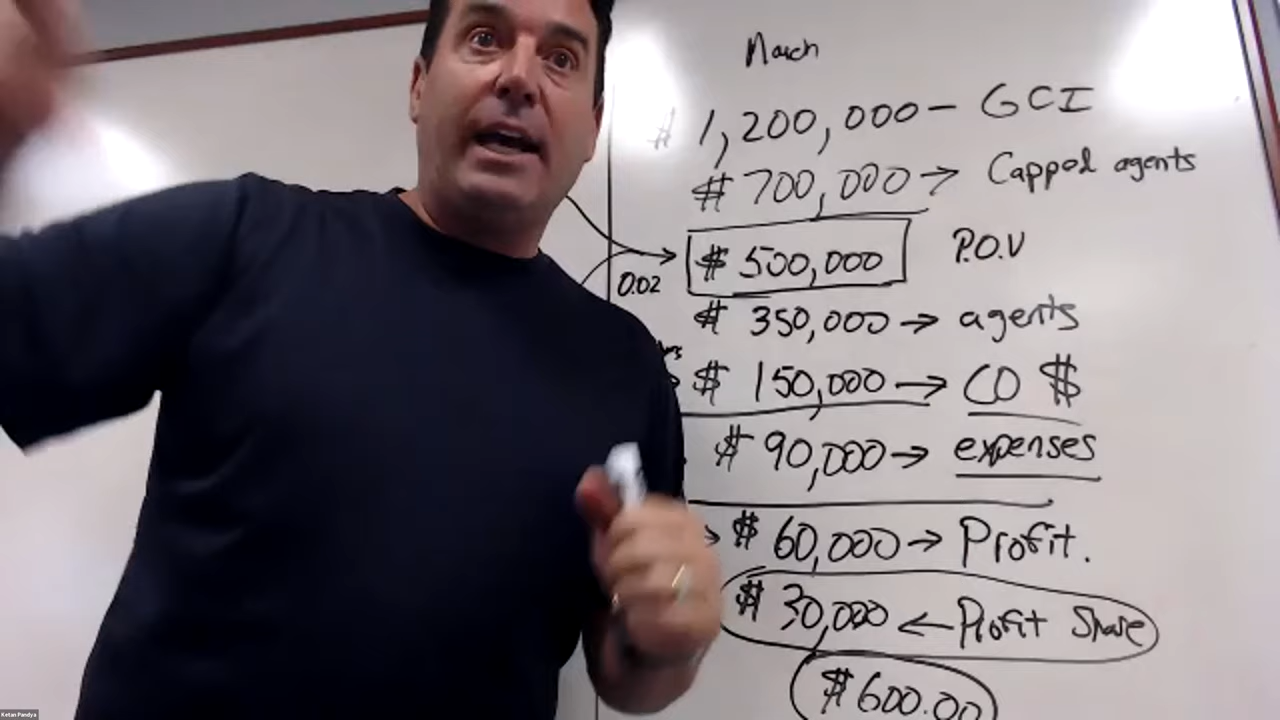 March
$ 1,200,000 - GCI
$ 700,000 → Capped agents
$ 500,000 P.O.V
0.02
$ 350,000 → agents
$ 150,000 → CO $
$ 90,000 → expenses
$ 60,000 → Profit.
$ 30,000 ← Profit Share
$600.00
Ketan Pandya